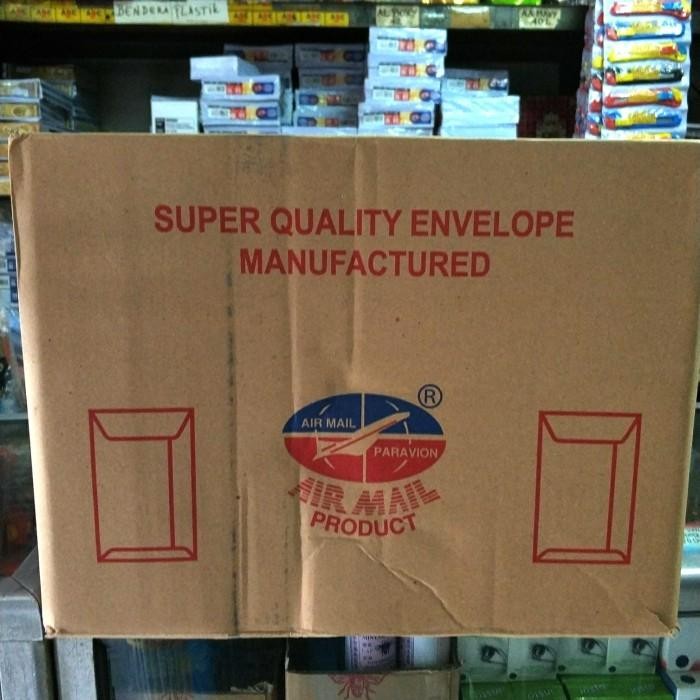 BENDERA PLASTIK
SUPER QUALITY ENVELOPE
MANUFACTURED
®
AIR MAIL
PARAVION
AIR MAIL
PRODUCT